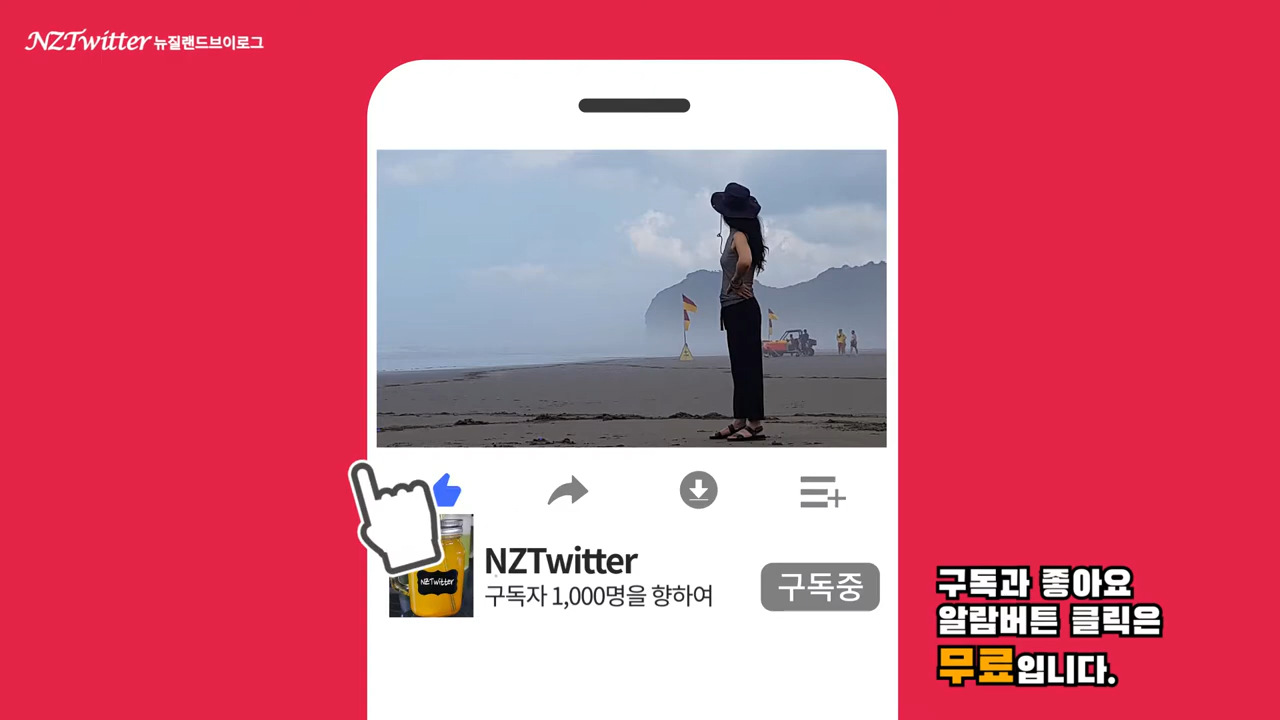 NZTwitter 뉴질랜드브이로그
NZTwitter
NZTwitter
구독자 1,000명을 향하여
구독중
구독과 좋아요
알람버튼 클릭은
무료입니다.